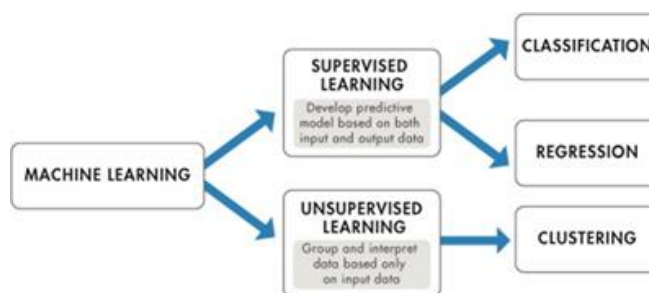 MACHINE LEARNING
SUPERVISED
LEARNING
Develop predictive
model based on both
input and output data
UNSUPERVISED
LEARNING
Group and interpret
data based only
on input data
CLASSIFICATION
REGRESSION
CLUSTERING